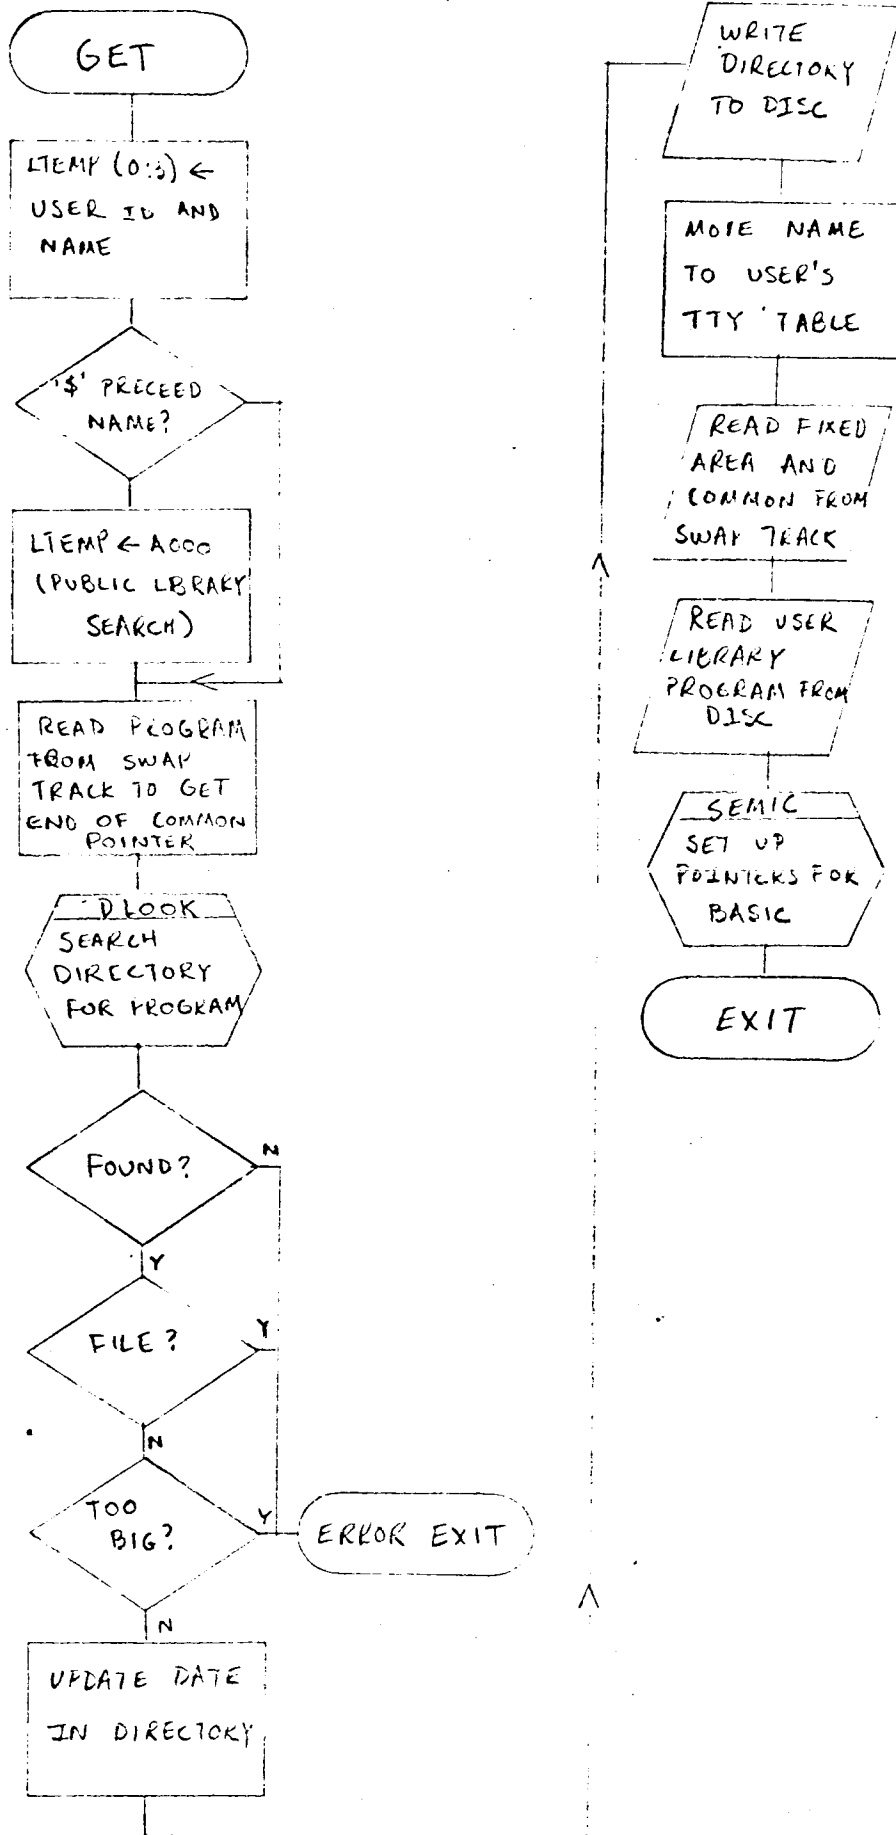 GET
LTEMP (0:3) ←
USER ID AND
NAME
'$' PRECEED
NAME?
LTEMP ← A000
(PUBLIC LBRARY
SEARCH)
READ PROGRAM
FROM SWAP
TRACK TO GET
END OF COMMON
POINTER
DLOOK
SEARCH
DIRECTORY
FOR PROGRAM
FOUND?
N
Y
FILE?
Y
N
TOO
BIG?
Y
ERROR EXIT
N
UPDATE DATE
IN DIRECTORY
WRITE
DIRECTORY
TO DISC
MOVE NAME
TO USER'S
TTY TABLE
READ FIXED
AREA AND
COMMON FROM
SWAP TRACK
READ USER
LIBRARY
PROGRAM FROM
DISC
SEMIC
SET UP
POINTERS FOR
BASIC
EXIT